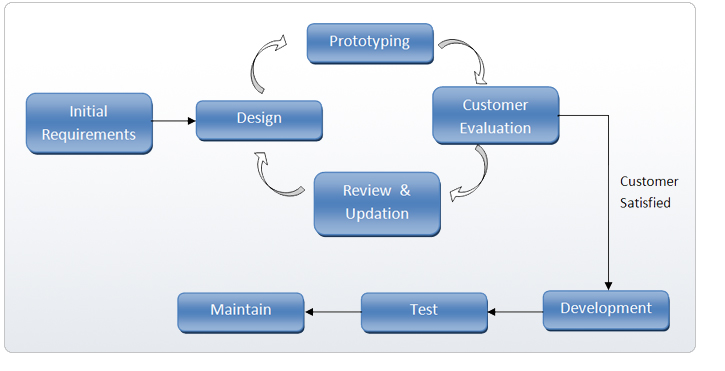 Prototyping
Initial
Requirements
Design
Customer
Evaluation
Review &
Updation
Customer
Satisfied
Maintain
Test
Development